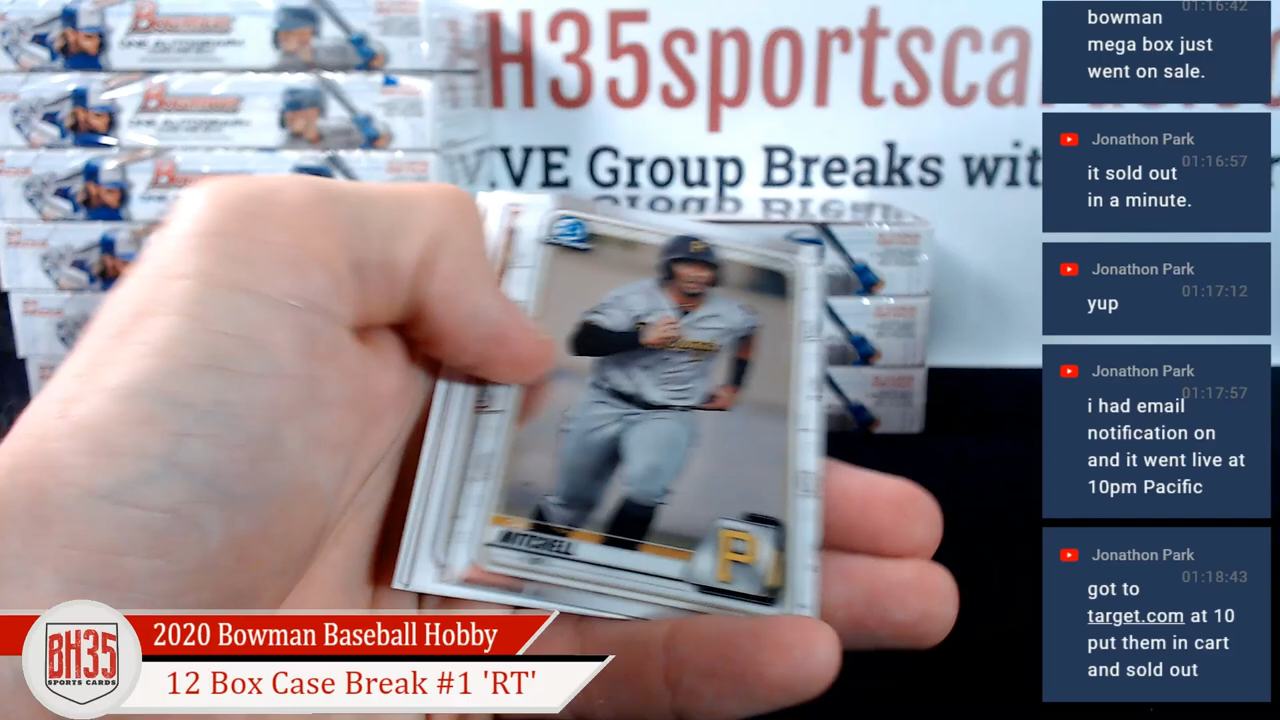 Bowman
Bowman
H35sportsca
LIVE Group Breaks wit
MITCHELL
P
P
2020 Bowman Baseball Hobby
12 Box Case Break #1 'RT'
BH35
SPORTS CARDS
01:16:42
bowman
mega box just
went on sale.
Jonathon Park
01:16:57
it sold out
in a minute.
Jonathon Park
01:17:12
yup
Jonathon Park
01:17:57
i had email
notification on
and it went live at
10pm Pacific
Jonathon Park
01:18:43
got to
target.com at 10
put them in cart
and sold out